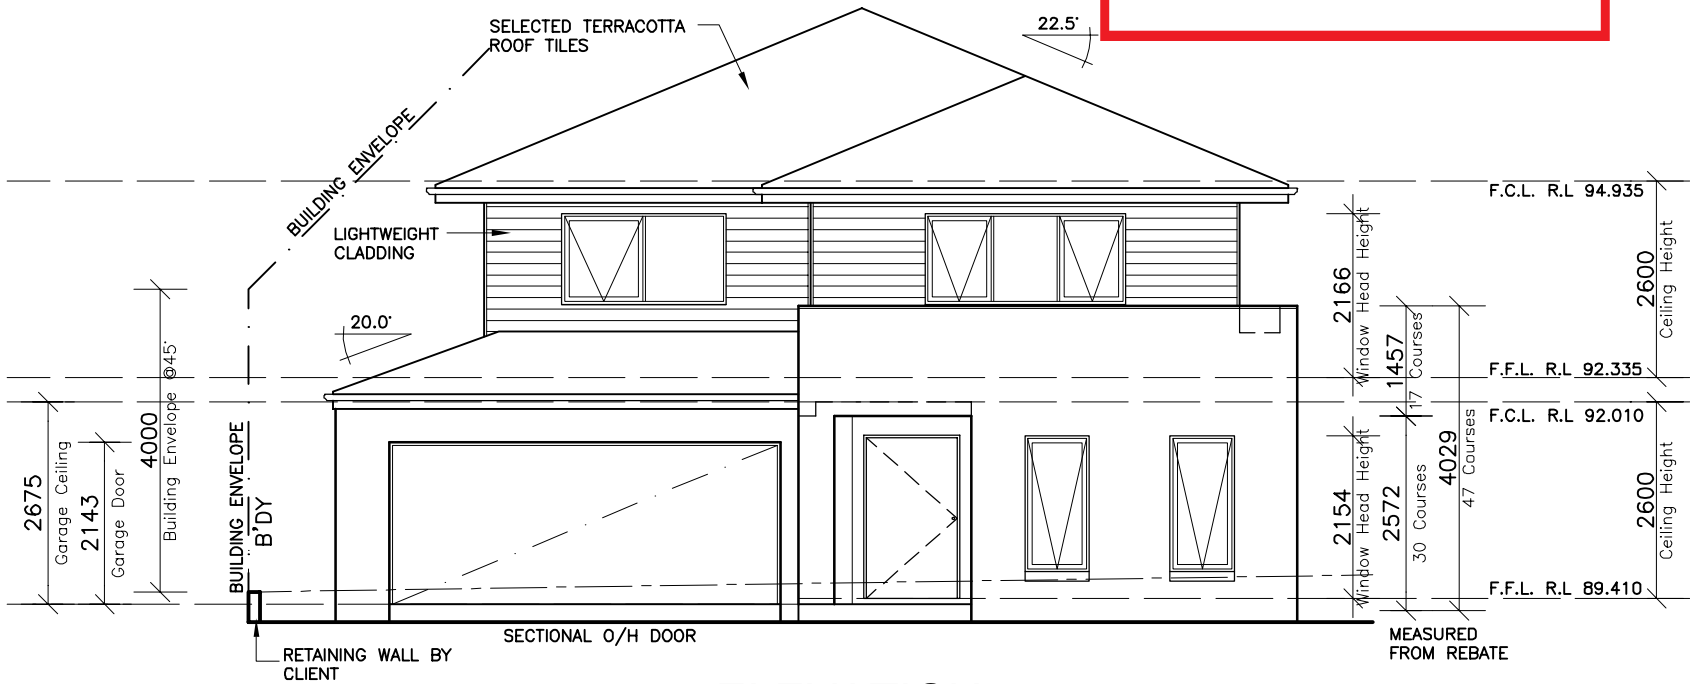 SELECTED TERRACOTTA
ROOF TILES
22.5°
BUILDING ENVELOPE
F.C.L. R.L 94.935
LIGHTWEIGHT
CLADDING
20.0°
2166
Window Head Height
2600
Ceiling Height
1457
17 Courses
F.F.L. R.L 92.335
F.C.L. R.L 92.010
4000
Building Envelope @45°
2675
Garage Ceiling
2143
Garage Door
BUILDING ENVELOPE
B'DY
2154
Window Head Height
2572
30 Courses
4029
47 Courses
2600
Ceiling Height
F.F.L. R.L 89.410
SECTIONAL O/H DOOR
MEASURED
FROM REBATE
RETAINING WALL BY
CLIENT